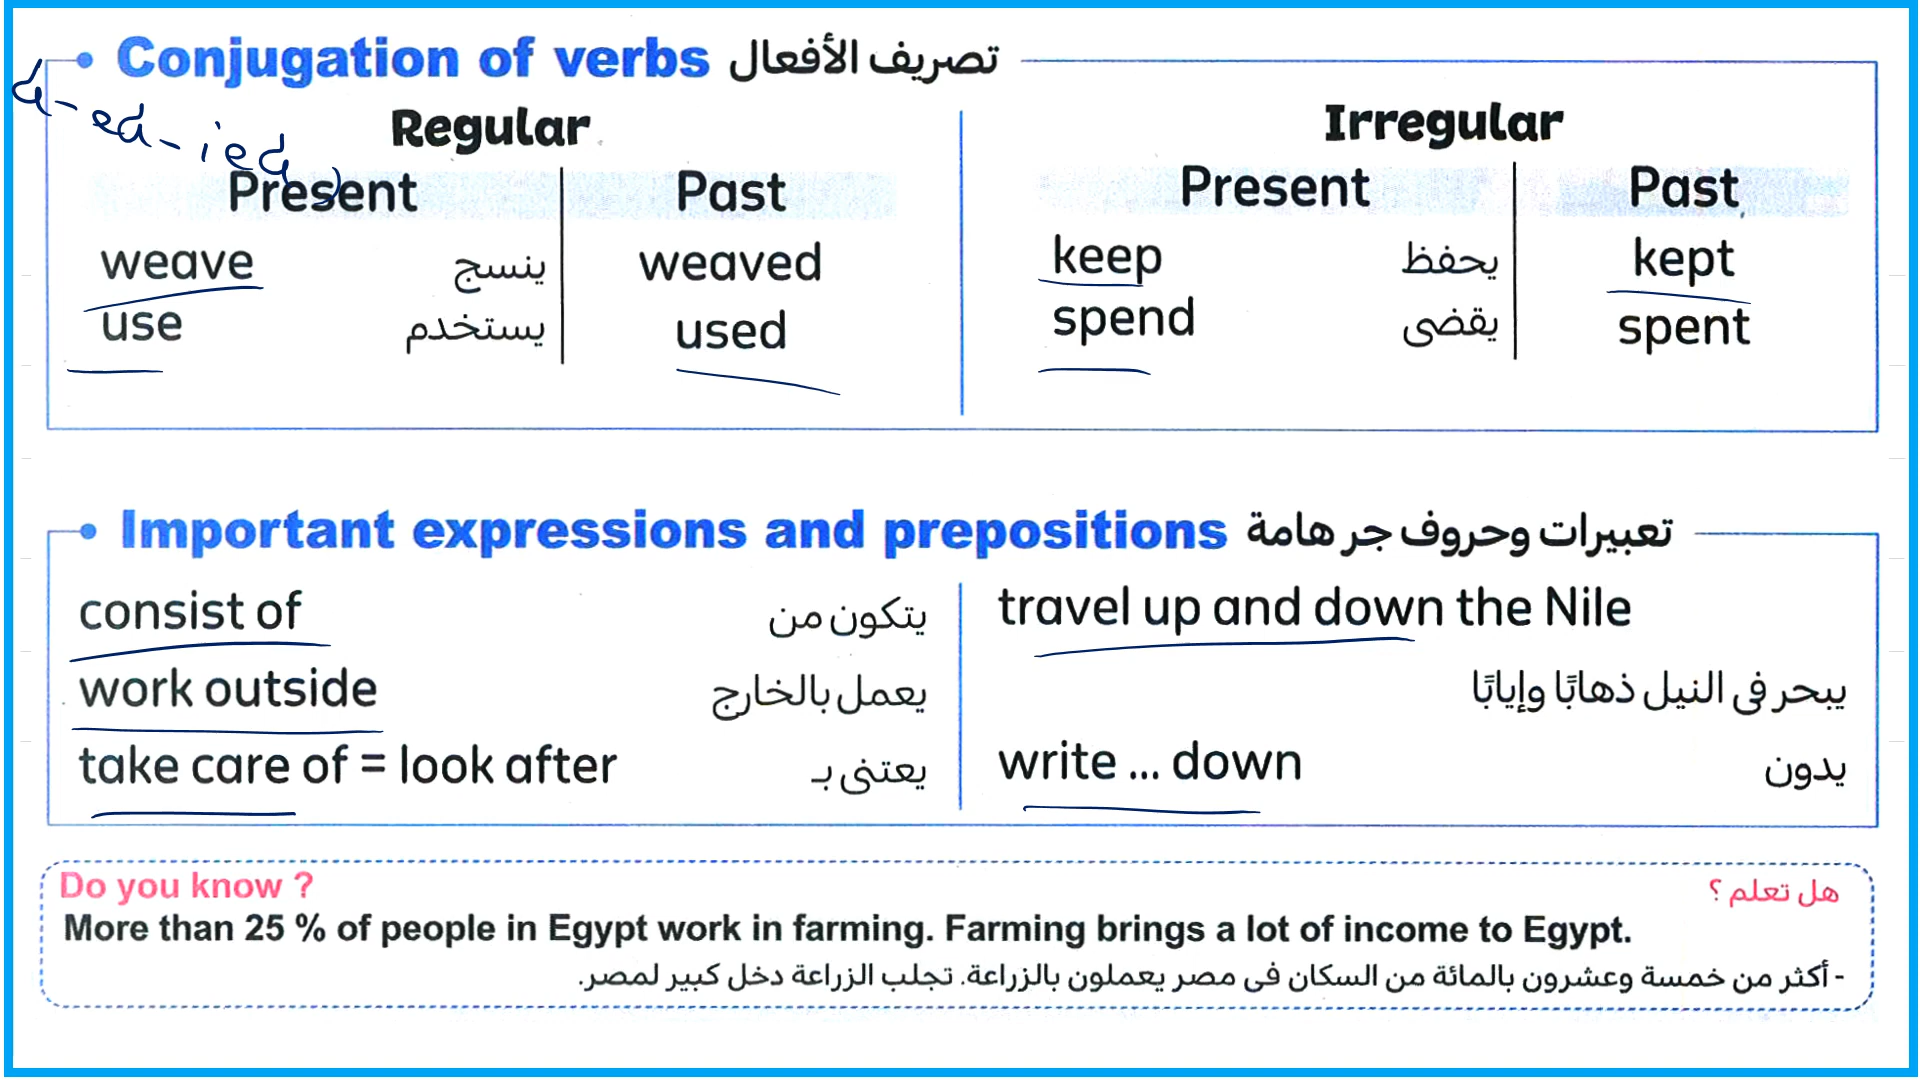 Conjugation of verbs تصريف الأفعال
d - ed - ied
Regular
Present Past
weave ينسج weaved
use يستخدم used
Irregular
Present Past
keep يحفظ kept
spend يقضى spent
Important expressions and prepositions تعبيرات وحروف جر هامة
consist of يتكون من
work outside يعمل بالخارج
take care of = look after يعتنى بـ
travel up and down the Nile
يبحر فى النيل ذهابًا وإيابًا
write ... down يدون
Do you know ? هل تعلم ؟
More than 25 % of people in Egypt work in farming. Farming brings a lot of income to Egypt.
- أكثر من خمسة وعشرون بالمائة من السكان فى مصر يعملون بالزراعة. تجلب الزراعة دخل كبير لمصر.